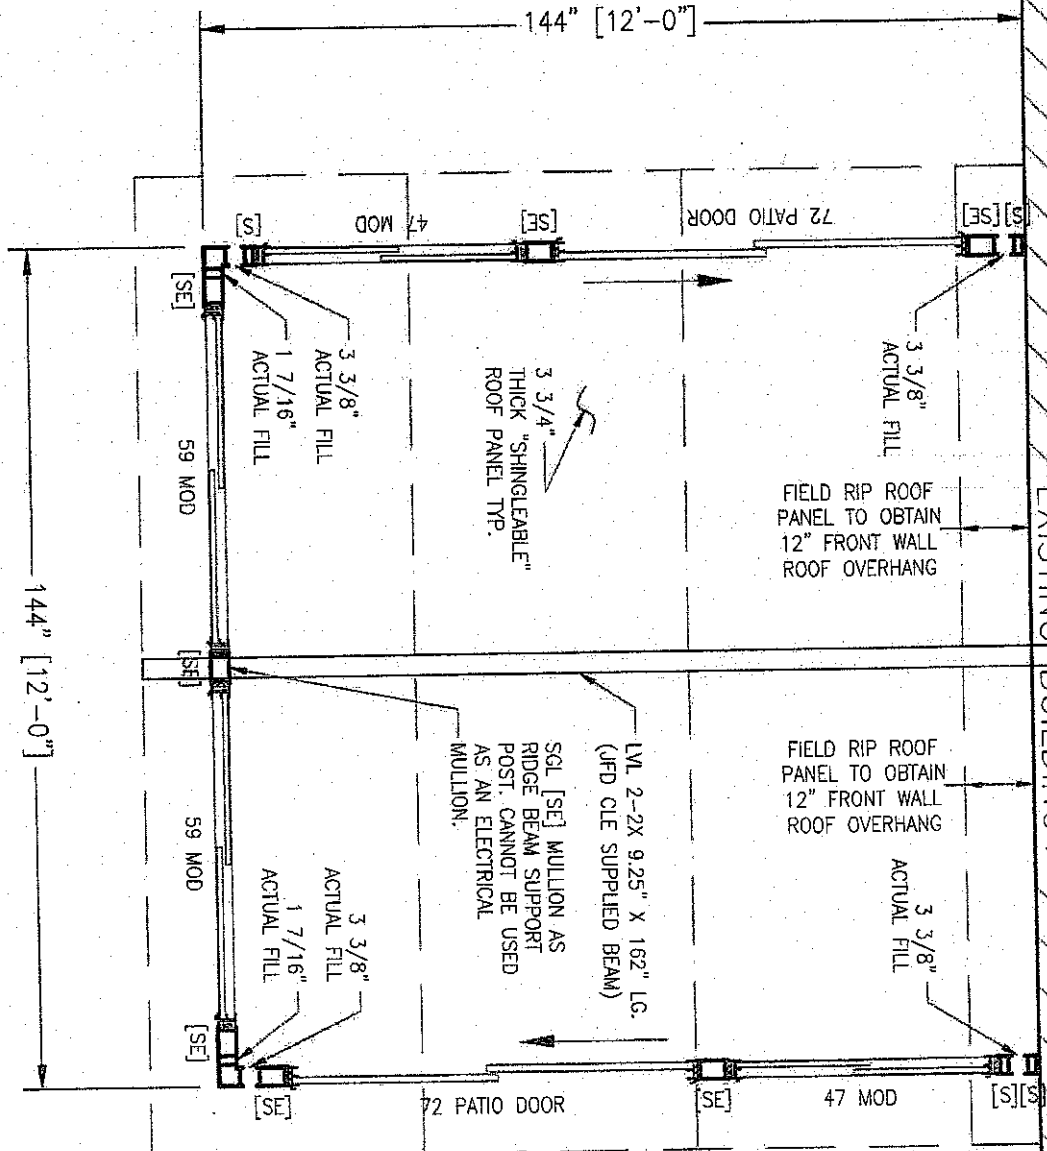 144" [12'-0"]
EXISTING BUILDING
[S]
47 MOD
[SE]
72 PATIO DOOR
[SE]
[S]
[SE]
3 3/8"
ACTUAL FILL
1 7/16"
ACTUAL FILL
3 3/4"
THICK "SHINGLEABLE"
ROOF PANEL TYP.
3 3/8"
ACTUAL FILL
FIELD RIP ROOF
PANEL TO OBTAIN
12" FRONT WALL
ROOF OVERHANG
59 MOD
144" [12'-0"]
[SE]
LVL 2-2X 9.25" X 162" LG.
(UFD CLE SUPPLIED BEAM)
SGL [SE] MULLION AS
RIDGE BEAM SUPPORT
POST. CANNOT BE USED
AS AN ELECTRICAL
MULLION.
FIELD RIP ROOF
PANEL TO OBTAIN
12" FRONT WALL
ROOF OVERHANG
59 MOD
3 3/8"
ACTUAL FILL
1 7/16"
ACTUAL FILL
3 3/8"
ACTUAL FILL
[SE]
[SE]
72 PATIO DOOR
[SE]
47 MOD
[S]
[S]